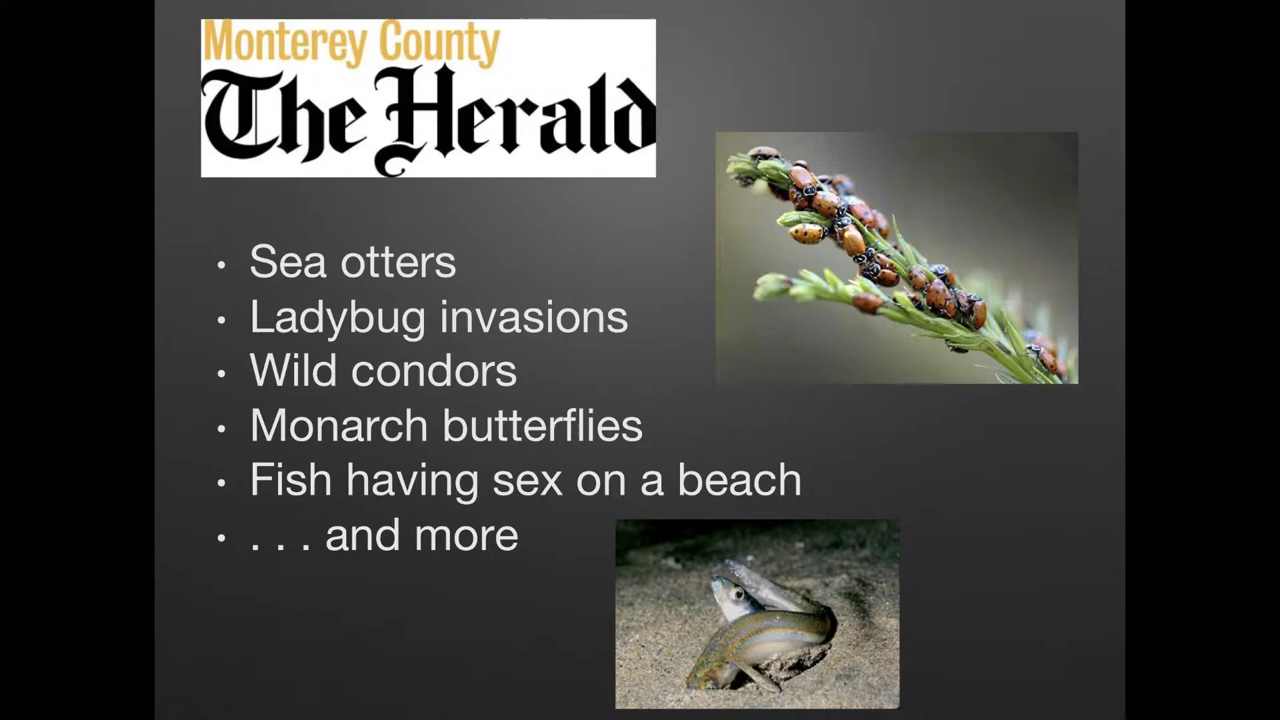 Monterey County
The Herald
• Sea otters
• Ladybug invasions
• Wild condors
• Monarch butterflies
• Fish having sex on a beach
• . . . and more